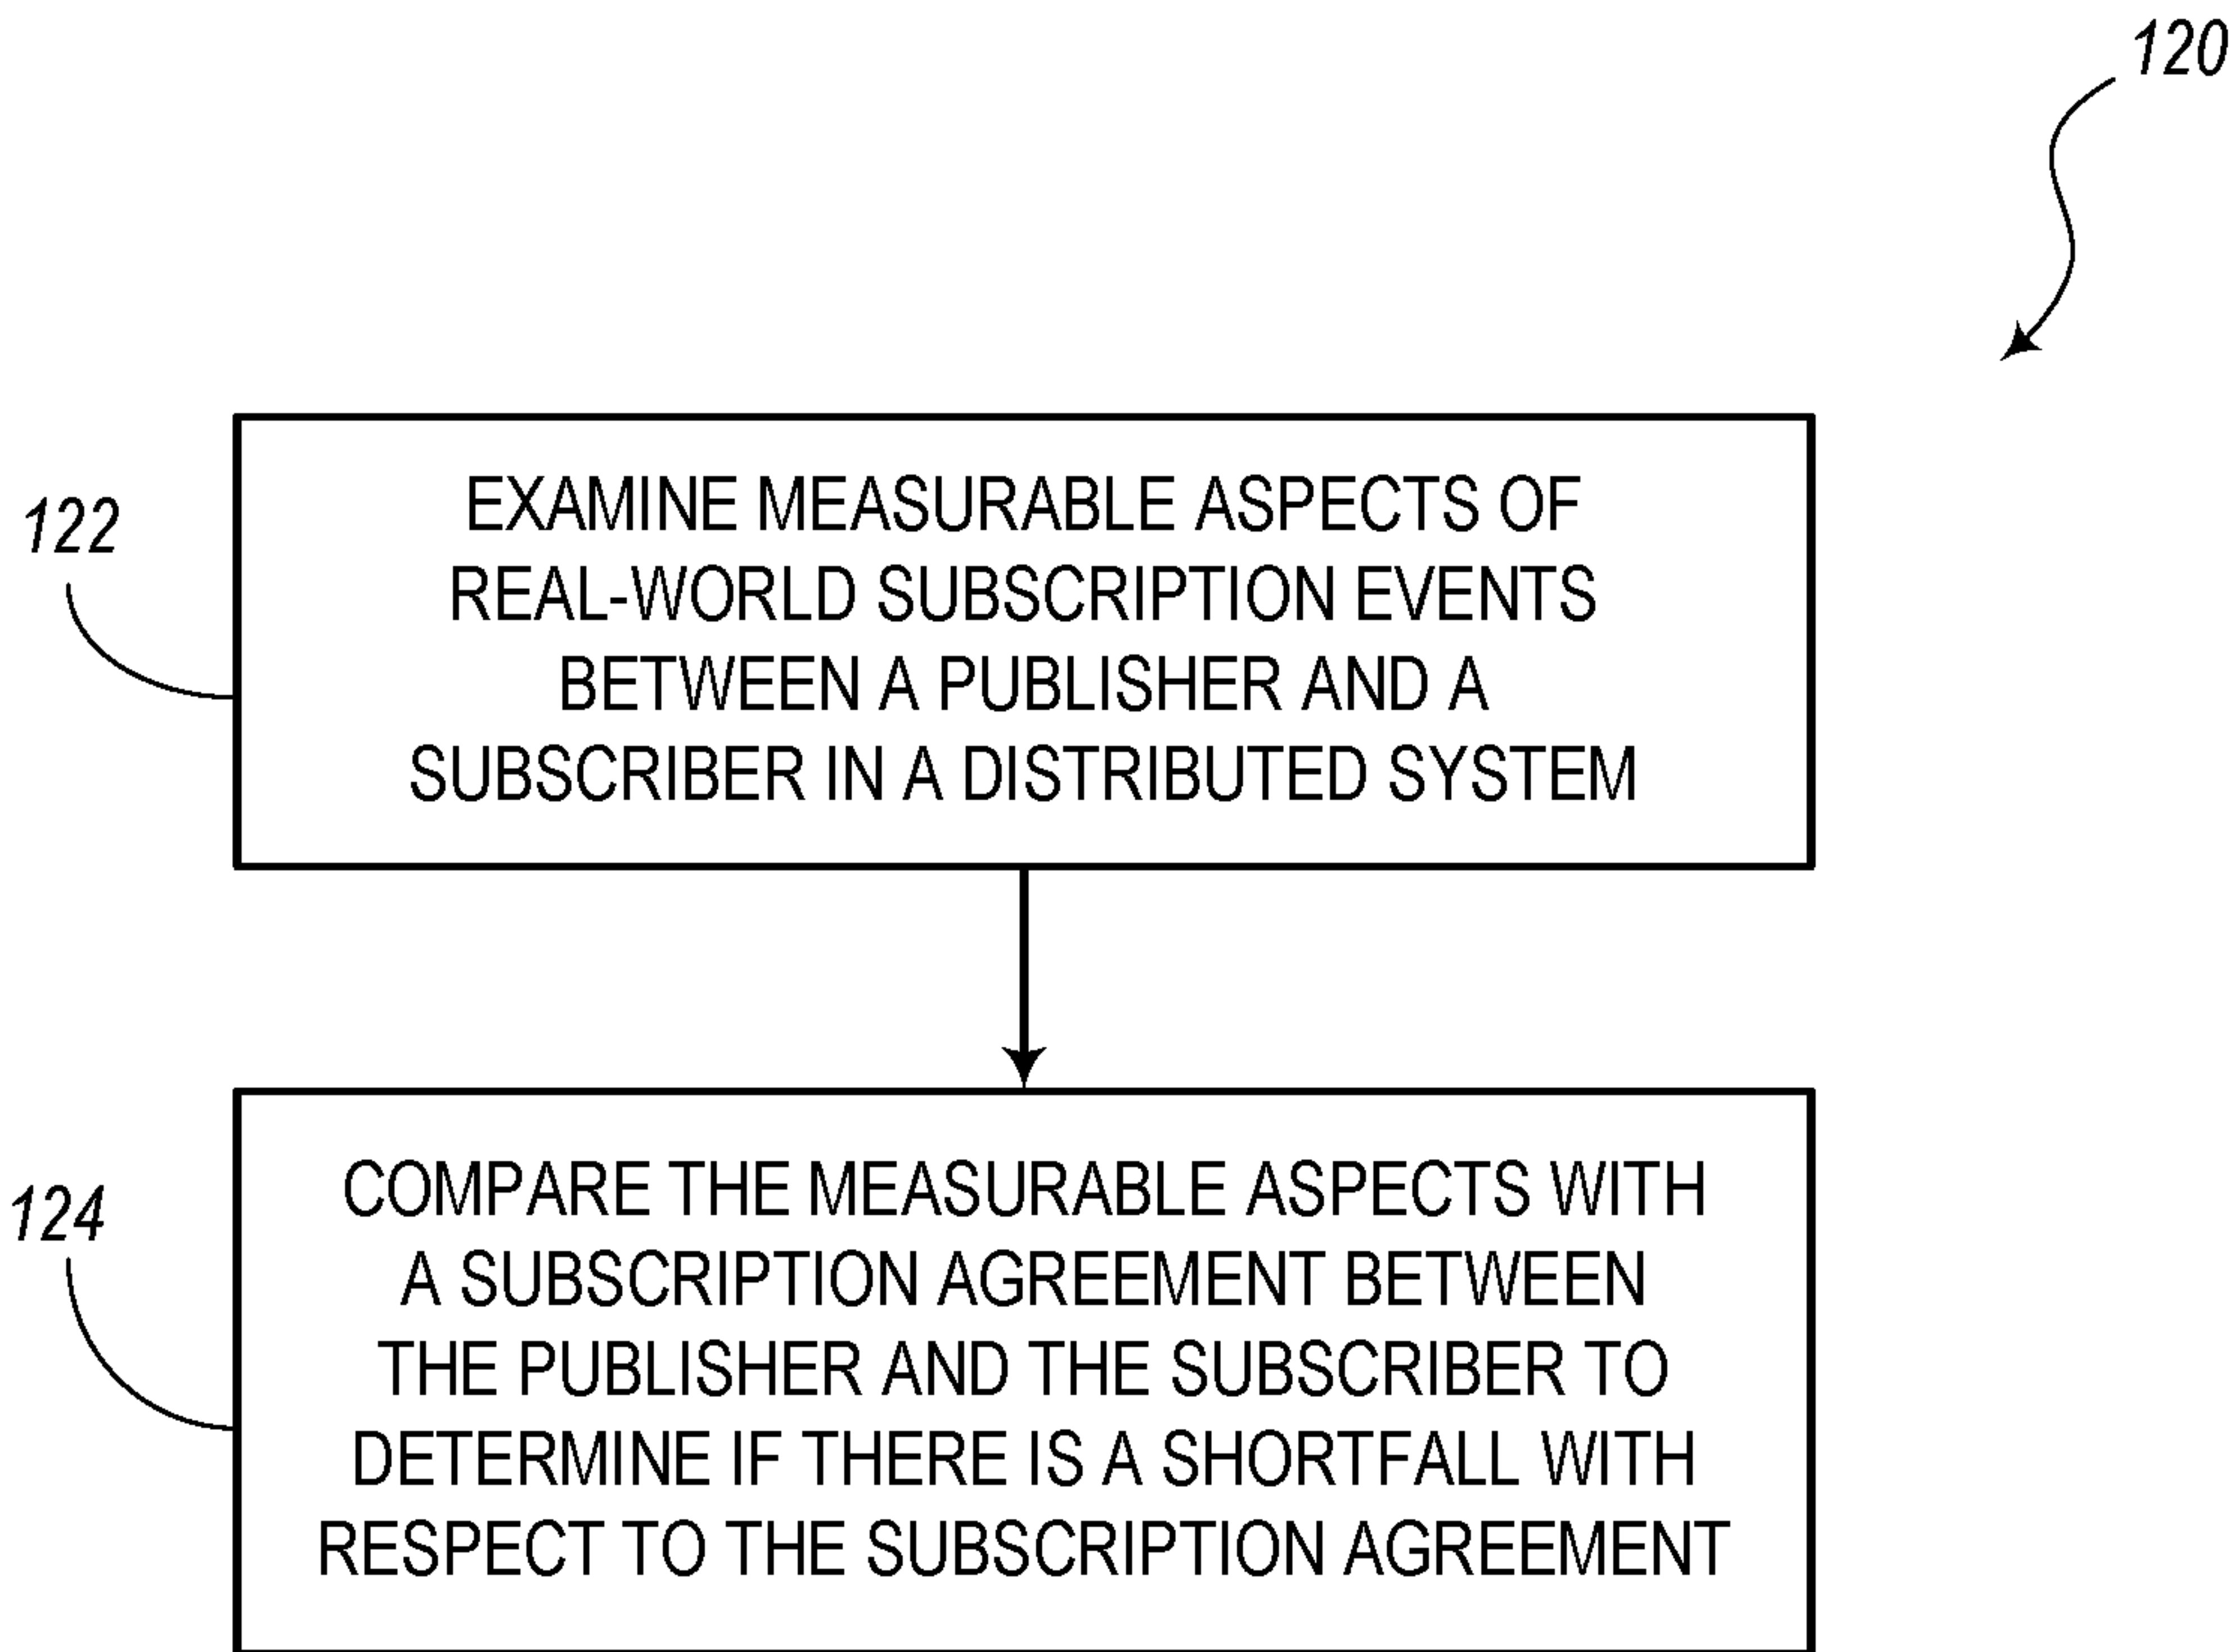 120
122
EXAMINE MEASURABLE ASPECTS OF
REAL-WORLD SUBSCRIPTION EVENTS
BETWEEN A PUBLISHER AND A
SUBSCRIBER IN A DISTRIBUTED SYSTEM
124
COMPARE THE MEASURABLE ASPECTS WITH
A SUBSCRIPTION AGREEMENT BETWEEN
THE PUBLISHER AND THE SUBSCRIBER TO
DETERMINE IF THERE IS A SHORTFALL WITH
RESPECT TO THE SUBSCRIPTION AGREEMENT